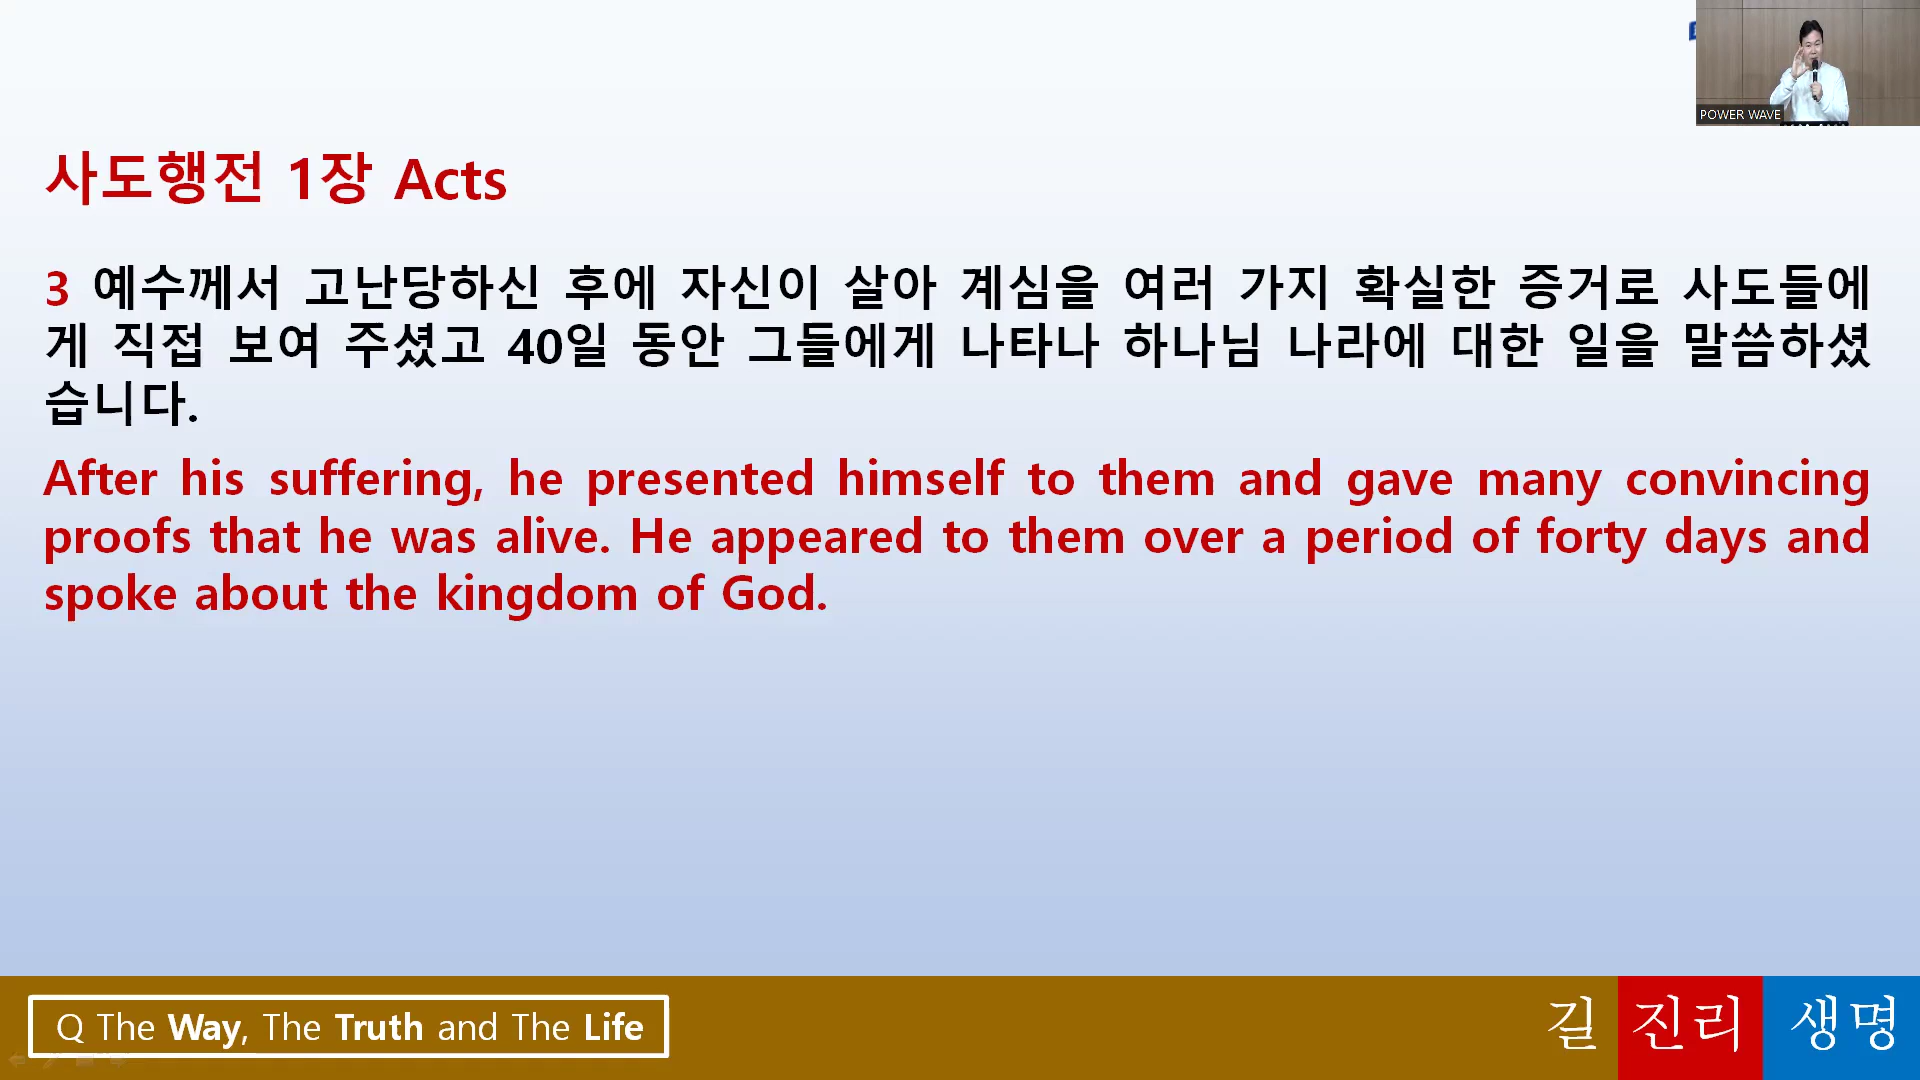 POWER WAVE
사도행전 1장 Acts
3 예수께서 고난당하신 후에 자신이 살아 계심을 여러 가지 확실한 증거로 사도들에
게 직접 보여 주셨고 40일 동안 그들에게 나타나 하나님 나라에 대한 일을 말씀하셨
습니다.
After his suffering, he presented himself to them and gave many convincing
proofs that he was alive. He appeared to them over a period of forty days and
spoke about the kingdom of God.
Q The Way, The Truth and The Life
길 진리 생명